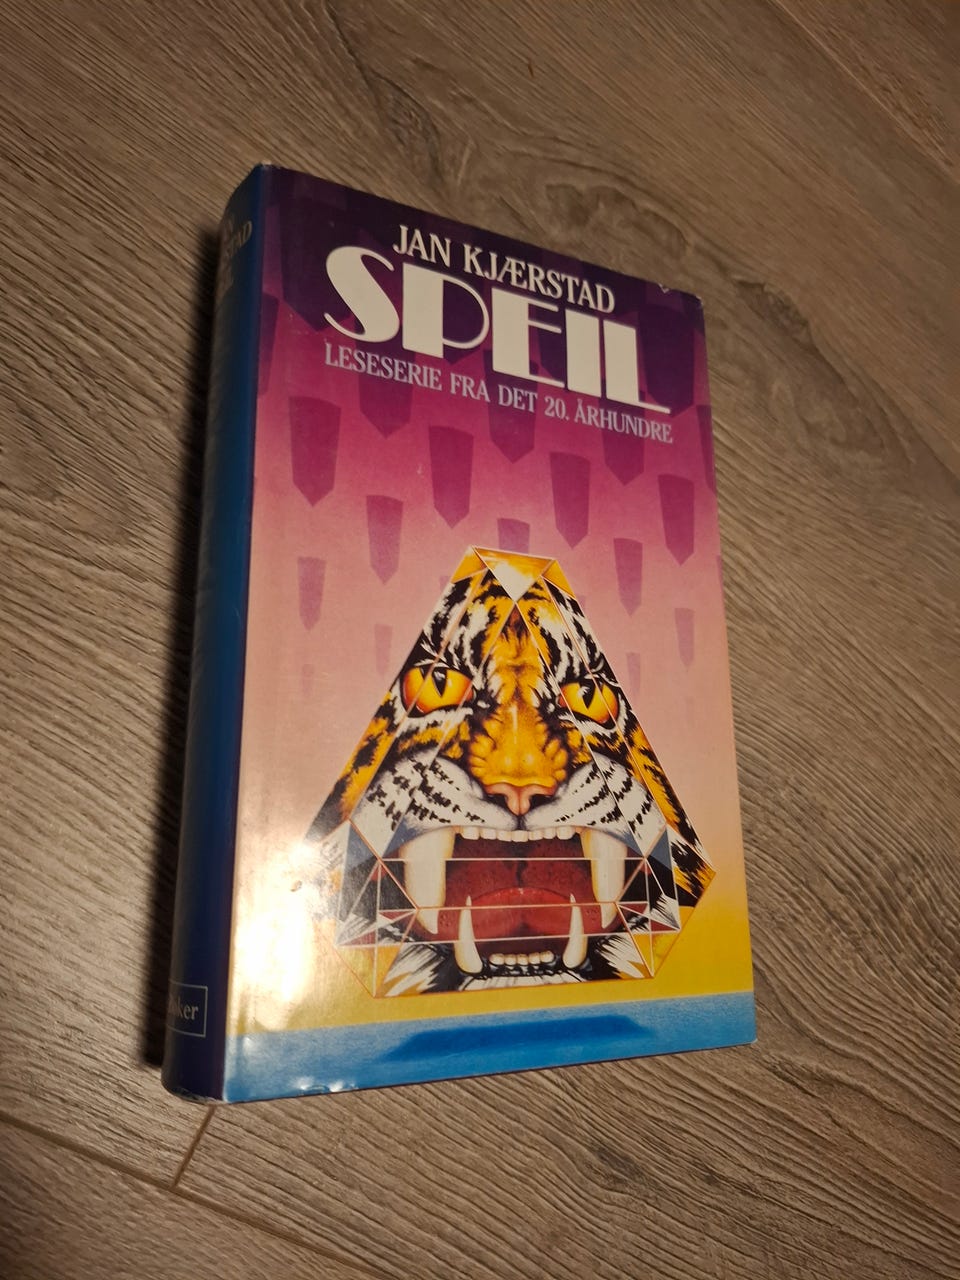 JAN KJÆRSTAD
SPEIL
LESESERIE FRA DET 20. ÅRHUNDRE